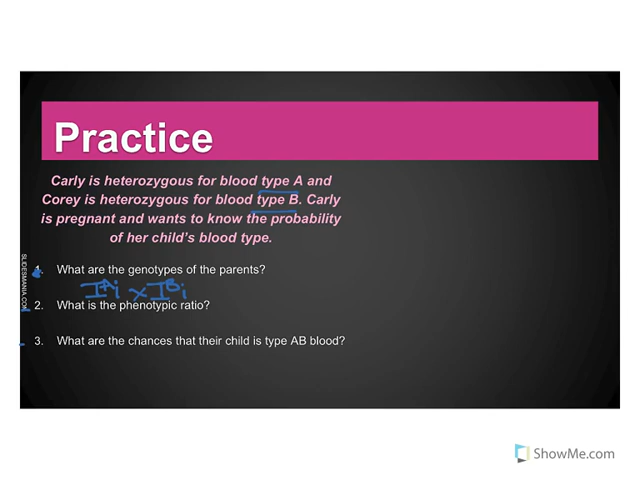 Practice
Carly is heterozygous for blood type A and
Corey is heterozygous for blood type B. Carly
is pregnant and wants to know the probability
of her child's blood type.
1. What are the genotypes of the parents?
I^A i × I^B i
2. What is the phenotypic ratio?
3. What are the chances that their child is type AB blood?
SLIDESMANIA.COM
ShowMe.com